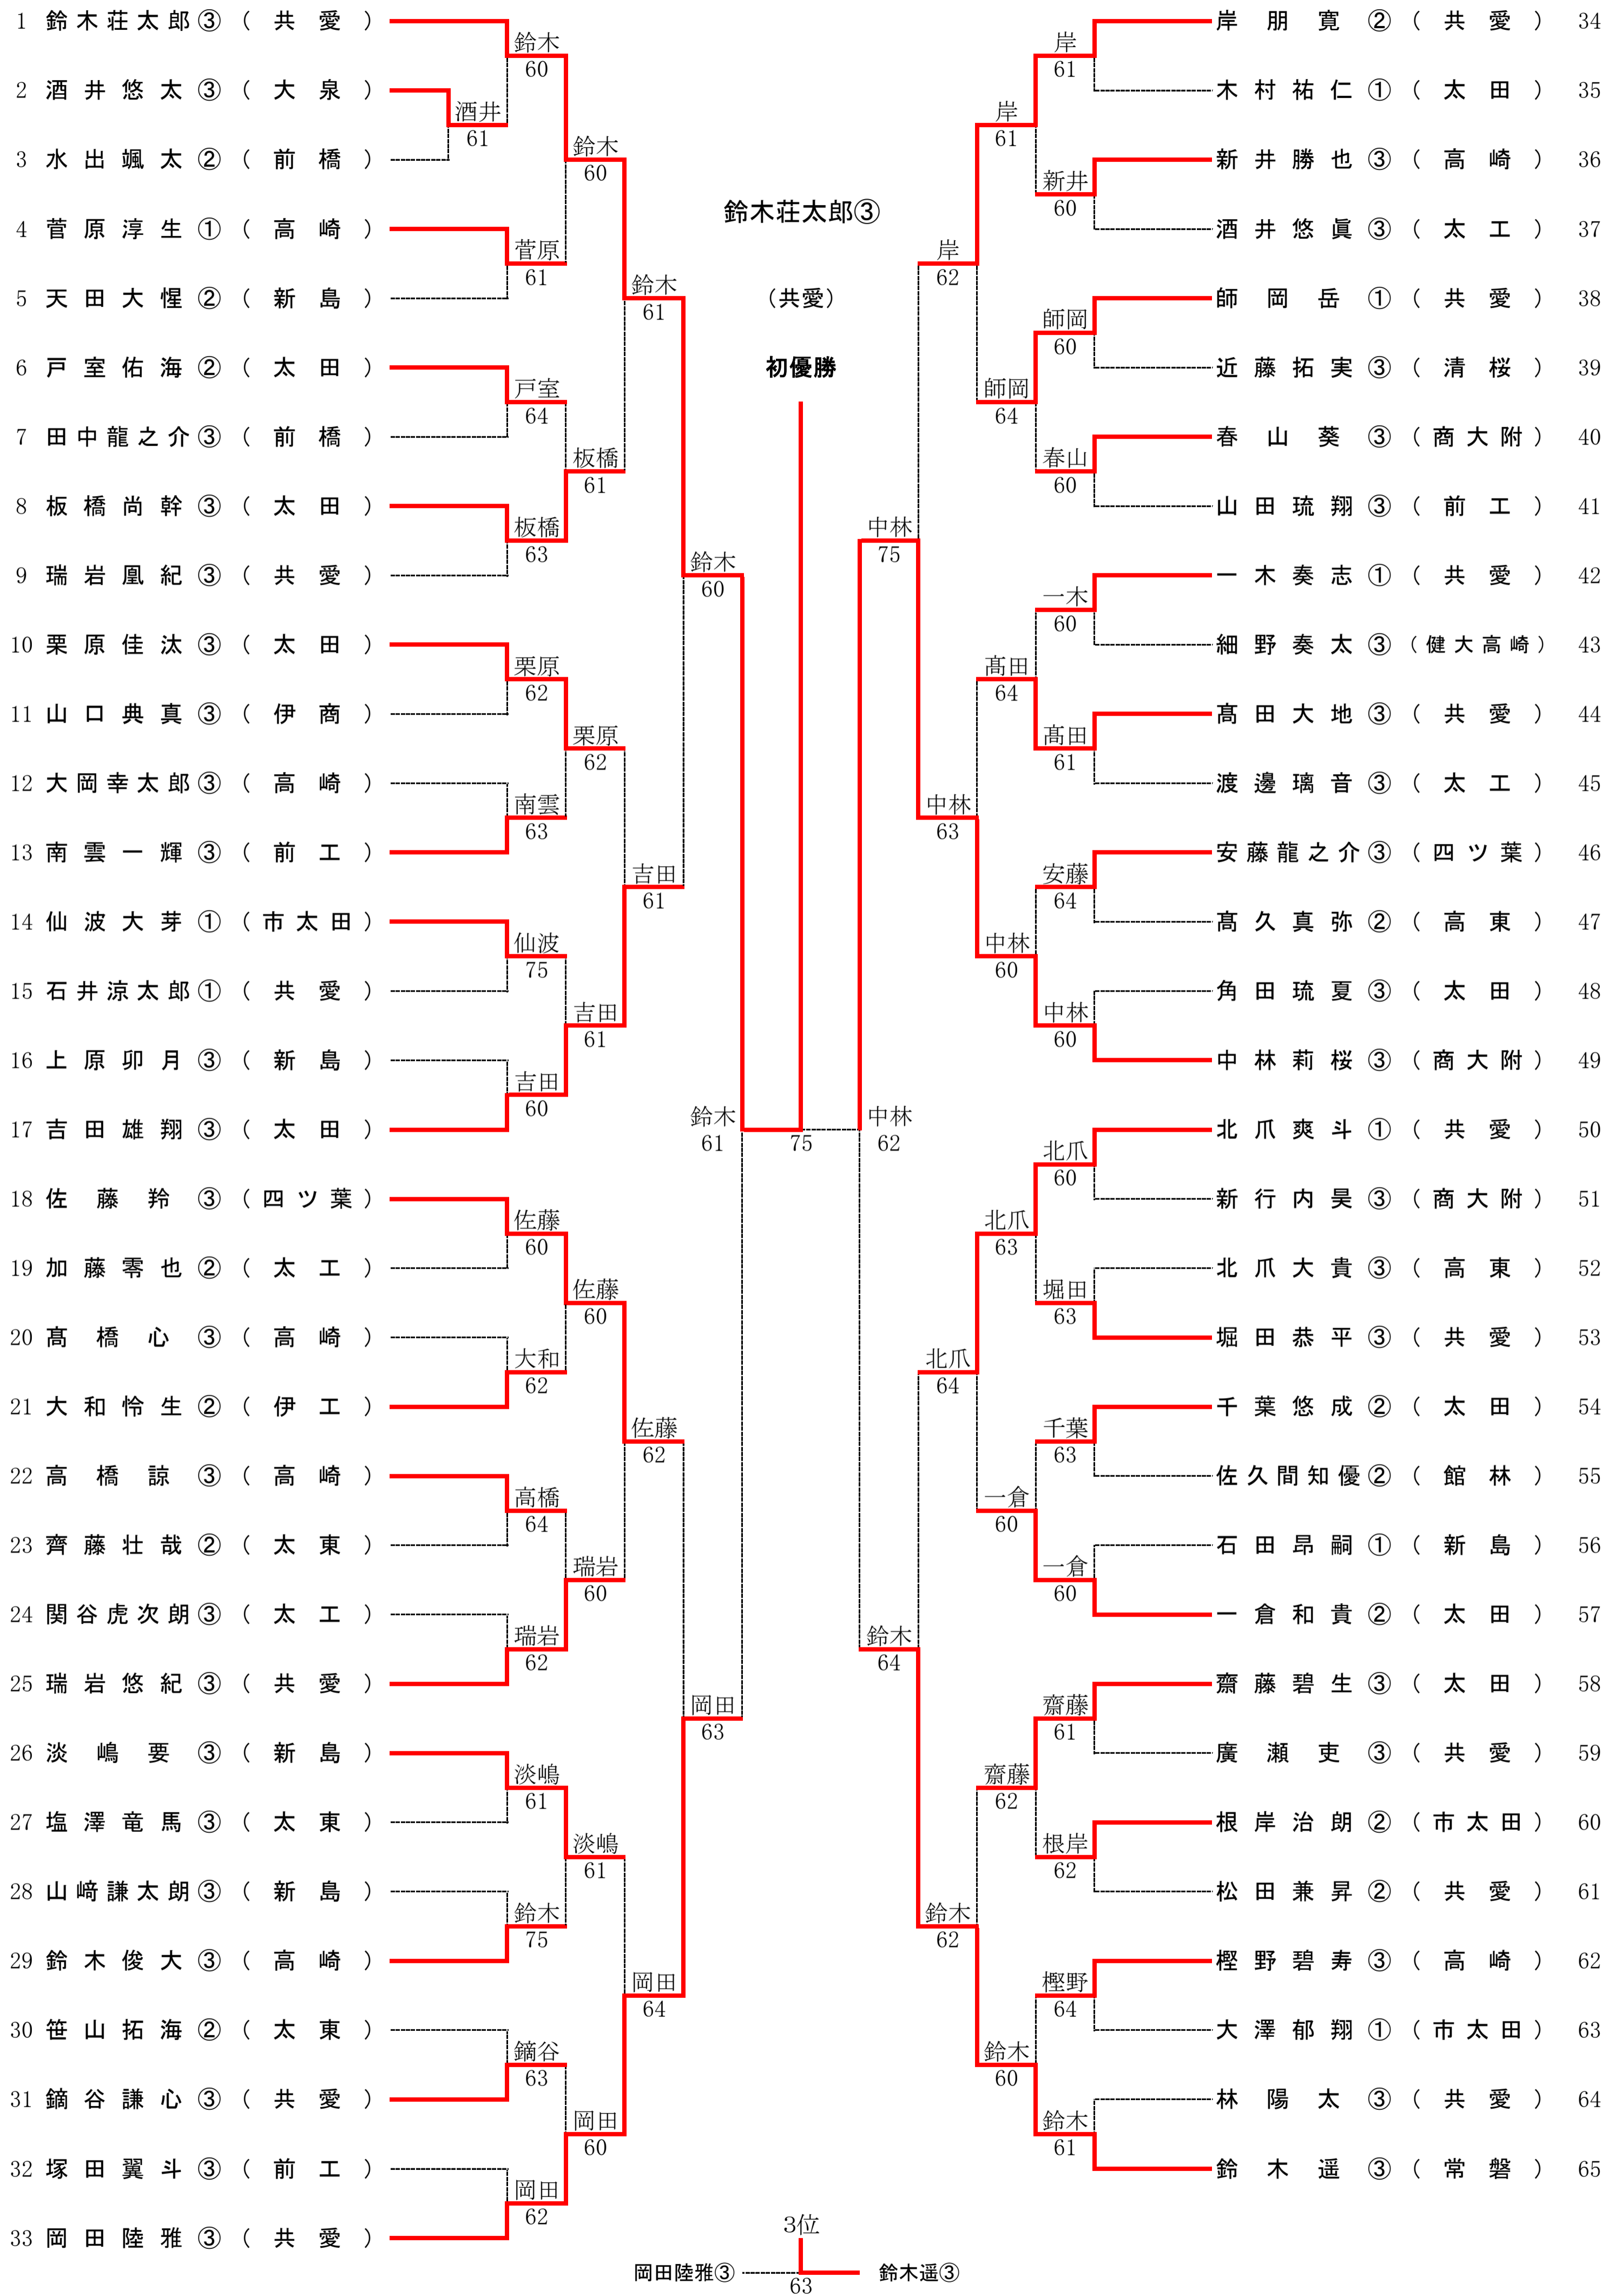 1 鈴木荘太郎③ （ 共 愛 ）
2 酒井悠太③ （ 大 泉 ）
3 水出颯太② （ 前 橋 ）
4 菅原淳生① （ 高 崎 ）
5 天田大惺② （ 新 島 ）
6 戸室佑海② （ 太 田 ）
7 田中龍之介③ （ 前 橋 ）
8 板橋尚幹③ （ 太 田 ）
9 瑞岩凰紀③ （ 共 愛 ）
10 栗原佳汰③ （ 太 田 ）
11 山口典真③ （ 伊 商 ）
12 大岡幸太郎③ （ 高 崎 ）
13 南雲一輝③ （ 前 工 ）
14 仙波大芽① （ 市 太 田 ）
15 石井涼太郎① （ 共 愛 ）
16 上原卯月③ （ 新 島 ）
17 吉田雄翔③ （ 太 田 ）
18 佐藤羚③ （ 四 ツ 葉 ）
19 加藤零也② （ 太 工 ）
20 髙橋心③ （ 高 崎 ）
21 大和怜生② （ 伊 工 ）
22 高橋諒③ （ 高 崎 ）
23 齊藤壮哉② （ 太 東 ）
24 関谷虎次朗③ （ 太 工 ）
25 瑞岩悠紀③ （ 共 愛 ）
26 淡嶋要③ （ 新 島 ）
27 塩澤竜馬③ （ 太 東 ）
28 山﨑謙太朗③ （ 新 島 ）
29 鈴木俊大③ （ 高 崎 ）
30 笹山拓海② （ 太 東 ）
31 鏑谷謙心③ （ 共 愛 ）
32 塚田翼斗③ （ 前 工 ）
33 岡田陸雅③ （ 共 愛 ）
酒井
61
鈴木
60
菅原
61
戸室
64
板橋
63
栗原
62
南雲
63
仙波
75
吉田
60
佐藤
60
大和
62
高橋
64
瑞岩
62
淡嶋
61
鈴木
75
鏑谷
63
岡田
62
鈴木
60
板橋
61
栗原
62
吉田
61
佐藤
60
瑞岩
60
淡嶋
61
岡田
60
鈴木
61
吉田
61
佐藤
62
岡田
64
鈴木
60
岡田
63
鈴木
61
鈴木荘太郎③
（共愛）
初優勝
75
中林
62
中林
75
鈴木
64
岸
62
中林
63
北爪
64
鈴木
62
岸
61
師岡
64
髙田
64
中林
60
北爪
63
一倉
60
齋藤
62
鈴木
60
岸
61
新井
60
師岡
60
春山
60
一木
60
髙田
61
安藤
64
中林
60
北爪
60
堀田
63
千葉
63
一倉
60
齋藤
61
根岸
62
樫野
64
鈴木
61
岸朋寛② （ 共 愛 ） 34
木村祐仁① （ 太 田 ） 35
新井勝也③ （ 高 崎 ） 36
酒井悠眞③ （ 太 工 ） 37
師岡岳① （ 共 愛 ） 38
近藤拓実③ （ 清 桜 ） 39
春山葵③ （ 商 大 附 ） 40
山田琉翔③ （ 前 工 ） 41
一木奏志① （ 共 愛 ） 42
細野奏太③ （ 健 大 高 崎 ） 43
髙田大地③ （ 共 愛 ） 44
渡邊璃音③ （ 太 工 ） 45
安藤龍之介③ （ 四 ツ 葉 ） 46
髙久真弥② （ 高 東 ） 47
角田琉夏③ （ 太 田 ） 48
中林莉桜③ （ 商 大 附 ） 49
北爪爽斗① （ 共 愛 ） 50
新行内昊③ （ 商 大 附 ） 51
北爪大貴③ （ 高 東 ） 52
堀田恭平③ （ 共 愛 ） 53
千葉悠成② （ 太 田 ） 54
佐久間知優② （ 館 林 ） 55
石田昂嗣① （ 新 島 ） 56
一倉和貴② （ 太 田 ） 57
齋藤碧生③ （ 太 田 ） 58
廣瀬吏③ （ 共 愛 ） 59
根岸治朗② （ 市 太 田 ） 60
松田兼昇② （ 共 愛 ） 61
樫野碧寿③ （ 高 崎 ） 62
大澤郁翔① （ 市 太 田 ） 63
林陽太③ （ 共 愛 ） 64
鈴木遥③ （ 常 磐 ） 65
3位
岡田陸雅③ 鈴木遥③
63